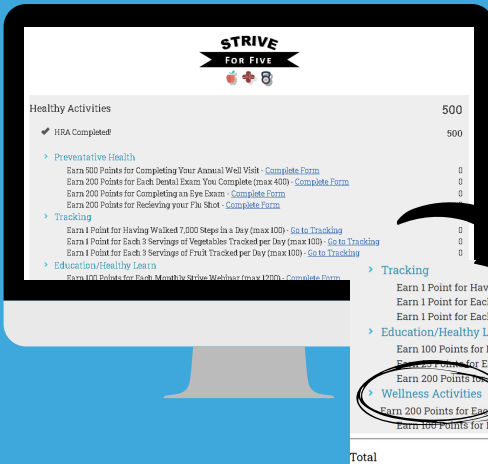 STRIVE
FOR FIVE
Healthy Activities 500
HRA Completed! 500
Preventative Health
Earn 500 Points for Completing Your Annual Well Visit - Complete Form 0
Earn 200 Points for Each Dental Exam You Complete (max 400) - Complete Form 0
Earn 200 Points for Completing an Eye Exam - Complete Form 0
Earn 200 Points for Recieving your Flu Shot - Complete Form 0
Tracking
Earn 1 Point for Having Walked 7,000 Steps in a Day (max 100) - Go to Tracking 0
Earn 1 Point for Each 3 Servings of Vegetables Tracked per Day (max 100) - Go to Tracking 0
Earn 1 Point for Each 3 Servings of Fruit Tracked per Day (max 100) - Go to Tracking 0
Education/Healthy Learn
Earn 100 Points for Each Monthly Strive Webinar (max 1200) - Complete Form
Tracking
Earn 1 Point for Hav
Earn 1 Point for Eac
Earn 1 Point for Eac
Education/Healthy L
Earn 100 Points for
Earn 25 Points for E
Earn 200 Points for
Wellness Activities
Earn 200 Points for Eac
Earn 100 Points for
Total